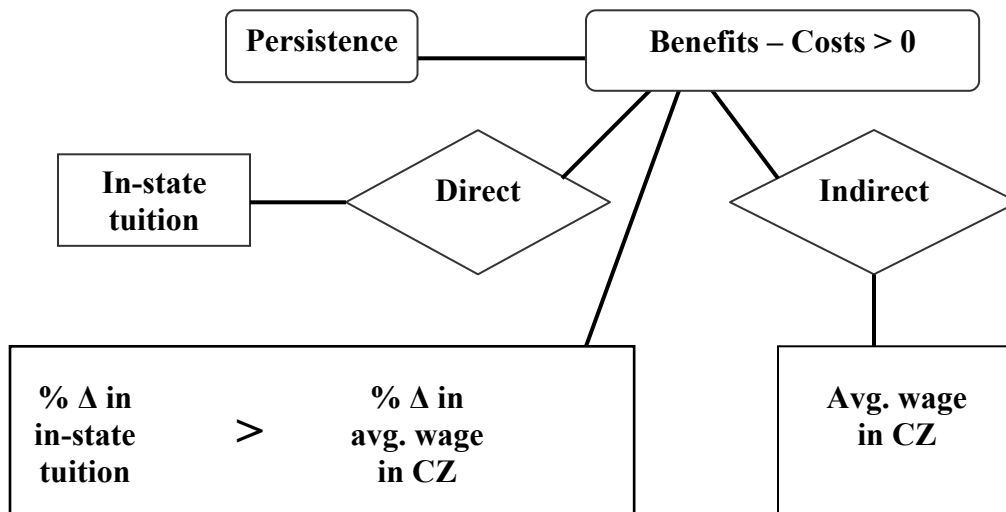 Persistence
Benefits – Costs > 0
In-state
tuition
Direct
Indirect
% Δ in
in-state
tuition
>
% Δ in
avg. wage
in CZ
Avg. wage
in CZ